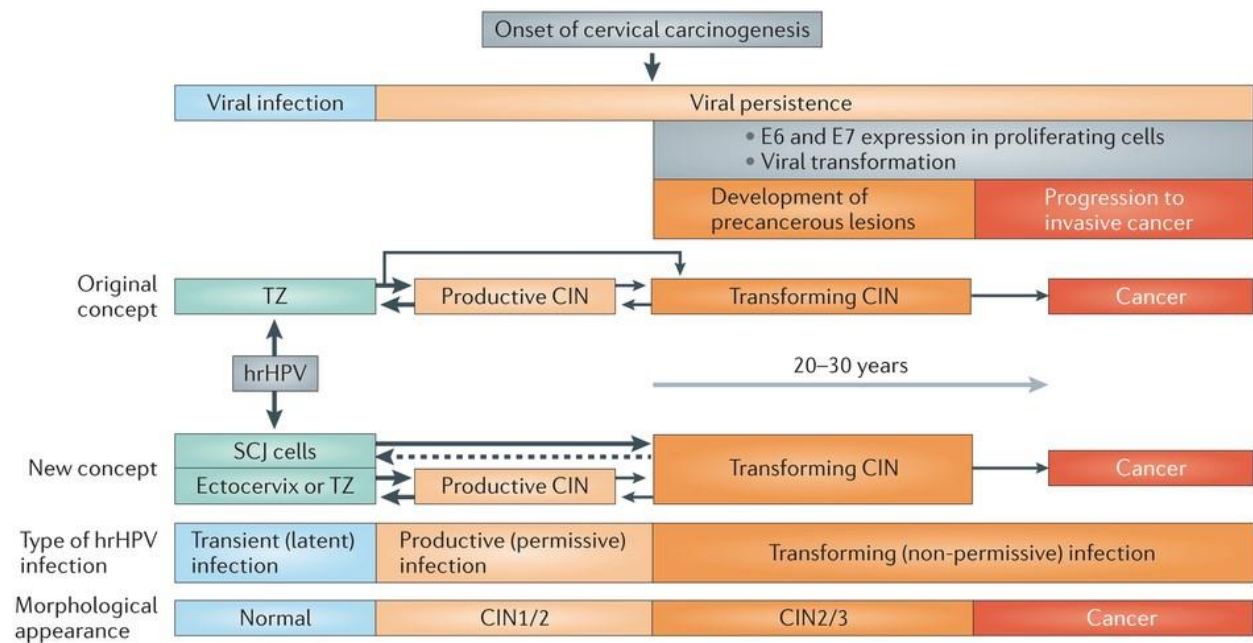 Onset of cervical carcinogenesis
Viral infection
Viral persistence
• E6 and E7 expression in proliferating cells
• Viral transformation
Development of
precancerous lesions
Progression to
invasive cancer
Original
concept
TZ
Productive CIN
Transforming CIN
Cancer
hrHPV
20–30 years
New concept
SCJ cells
Ectocervix or TZ
Productive CIN
Transforming CIN
Cancer
Type of hrHPV
infection
Transient (latent)
infection
Productive (permissive)
infection
Transforming (non-permissive) infection
Morphological
appearance
Normal
CIN1/2
CIN2/3
Cancer